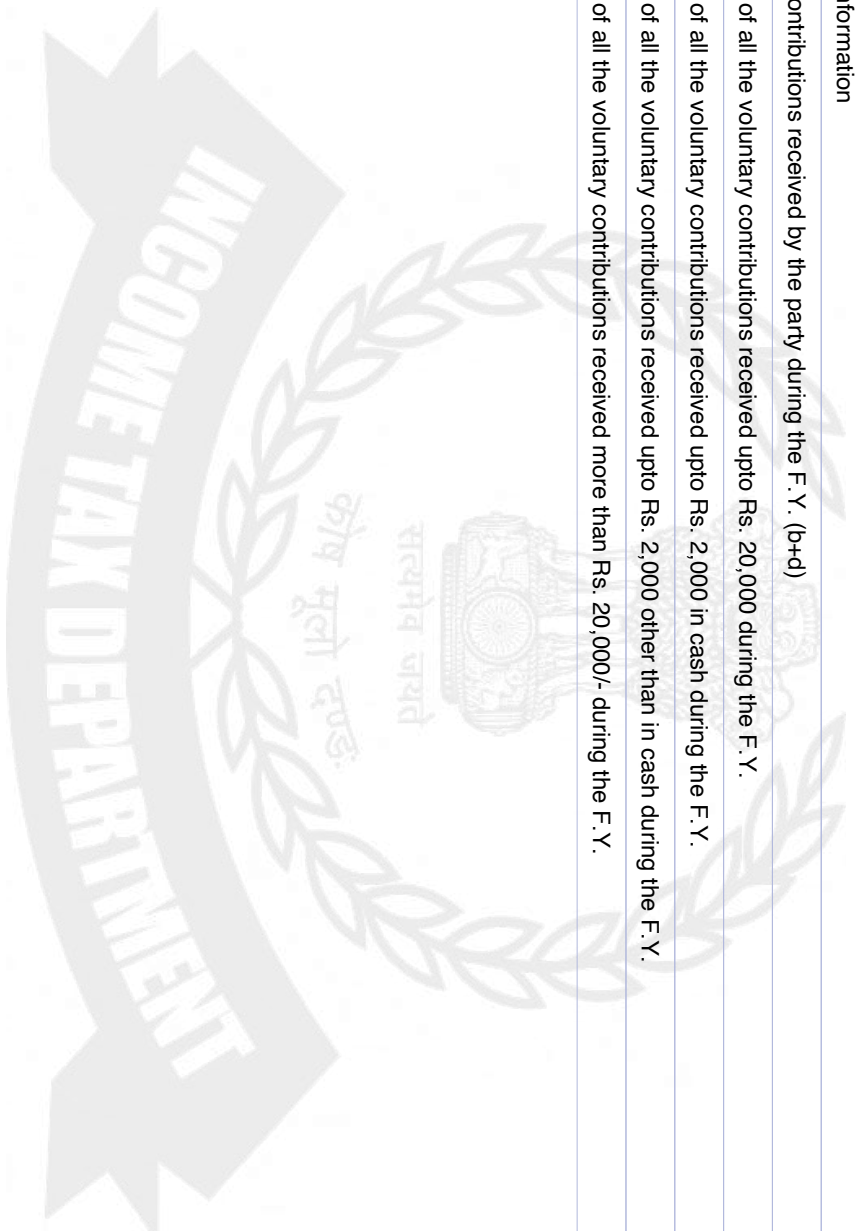 nformation
ontributions received by the party during the F.Y. (b+d)
of all the voluntary contributions received upto Rs. 20,000 during the F.Y.
of all the voluntary contributions received upto Rs. 2,000 in cash during the F.Y.
of all the voluntary contributions received upto Rs. 2,000 other than in cash during the F.Y.
of all the voluntary contributions received more than Rs. 20,000/- during the F.Y.
सत्यमेव जयते
कोष मूलो दण्डः
INCOME TAX DEPARTMENT